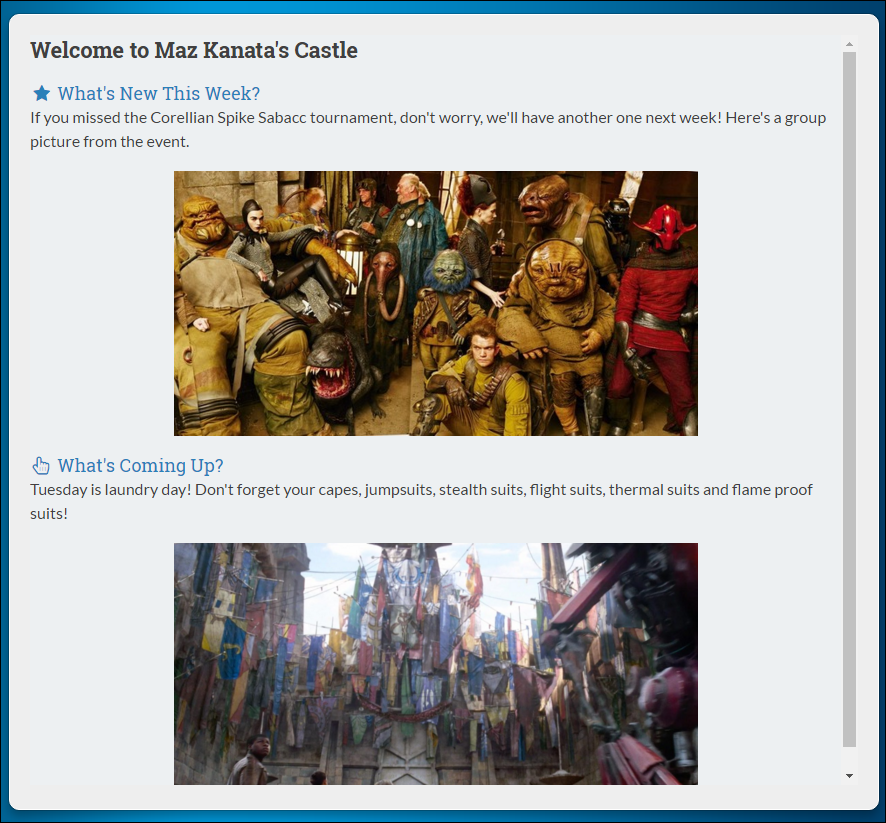 Welcome to Maz Kanata's Castle
What's New This Week?
If you missed the Corellian Spike Sabacc tournament, don't worry, we'll have another one next week! Here's a group
picture from the event.
What's Coming Up?
Tuesday is laundry day! Don't forget your capes, jumpsuits, stealth suits, flight suits, thermal suits and flame proof
suits!